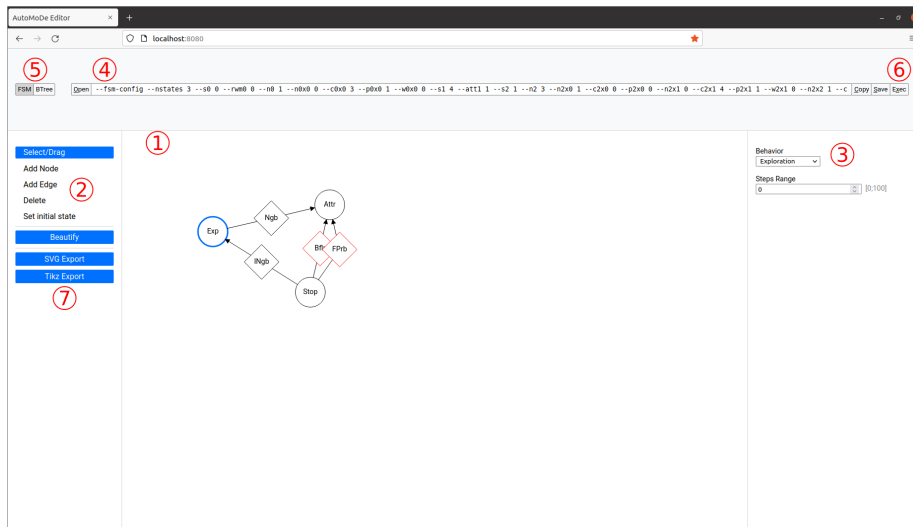 AutoMoDe Editor × +
localhost:8080
⑤ ④ ⑥
FSM BTree Open --fsm-config --nstates 3 --s0 0 --rwm0 0 --n0 1 --n0x0 0 --c0x0 3 --p0x0 1 --w0x0 0 --s1 4 --att1 1 --s2 1 --n2 3 --n2x0 1 --c2x0 0 --p2x0 0 --n2x1 0 --c2x1 4 --p2x1 1 --w2x1 0 --n2x2 1 --c Copy Save Exec
①
Select/Drag
Add Node
Add Edge
②
Delete
Set initial state
Beautify
SVG Export
Tikz Export
⑦
Attr
Ngb
Exp
FPrb
INgb
Stop
Behavior
Exploration
③
Steps Range
0 [0;100]